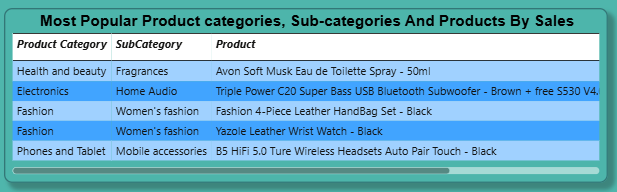 Most Popular Product categories, Sub-categories And Products By Sales
Product Category SubCategory Product
Health and beauty Fragrances Avon Soft Musk Eau de Toilette Spray - 50ml
Electronics Home Audio Triple Power C20 Super Bass USB Bluetooth Subwoofer - Brown + free S530 V4.0
Fashion Women's fashion Fashion 4-Piece Leather HandBag Set - Black
Fashion Women's fashion Yazole Leather Wrist Watch - Black
Phones and Tablet Mobile accessories B5 HiFi 5.0 Ture Wireless Headsets Auto Pair Touch - Black